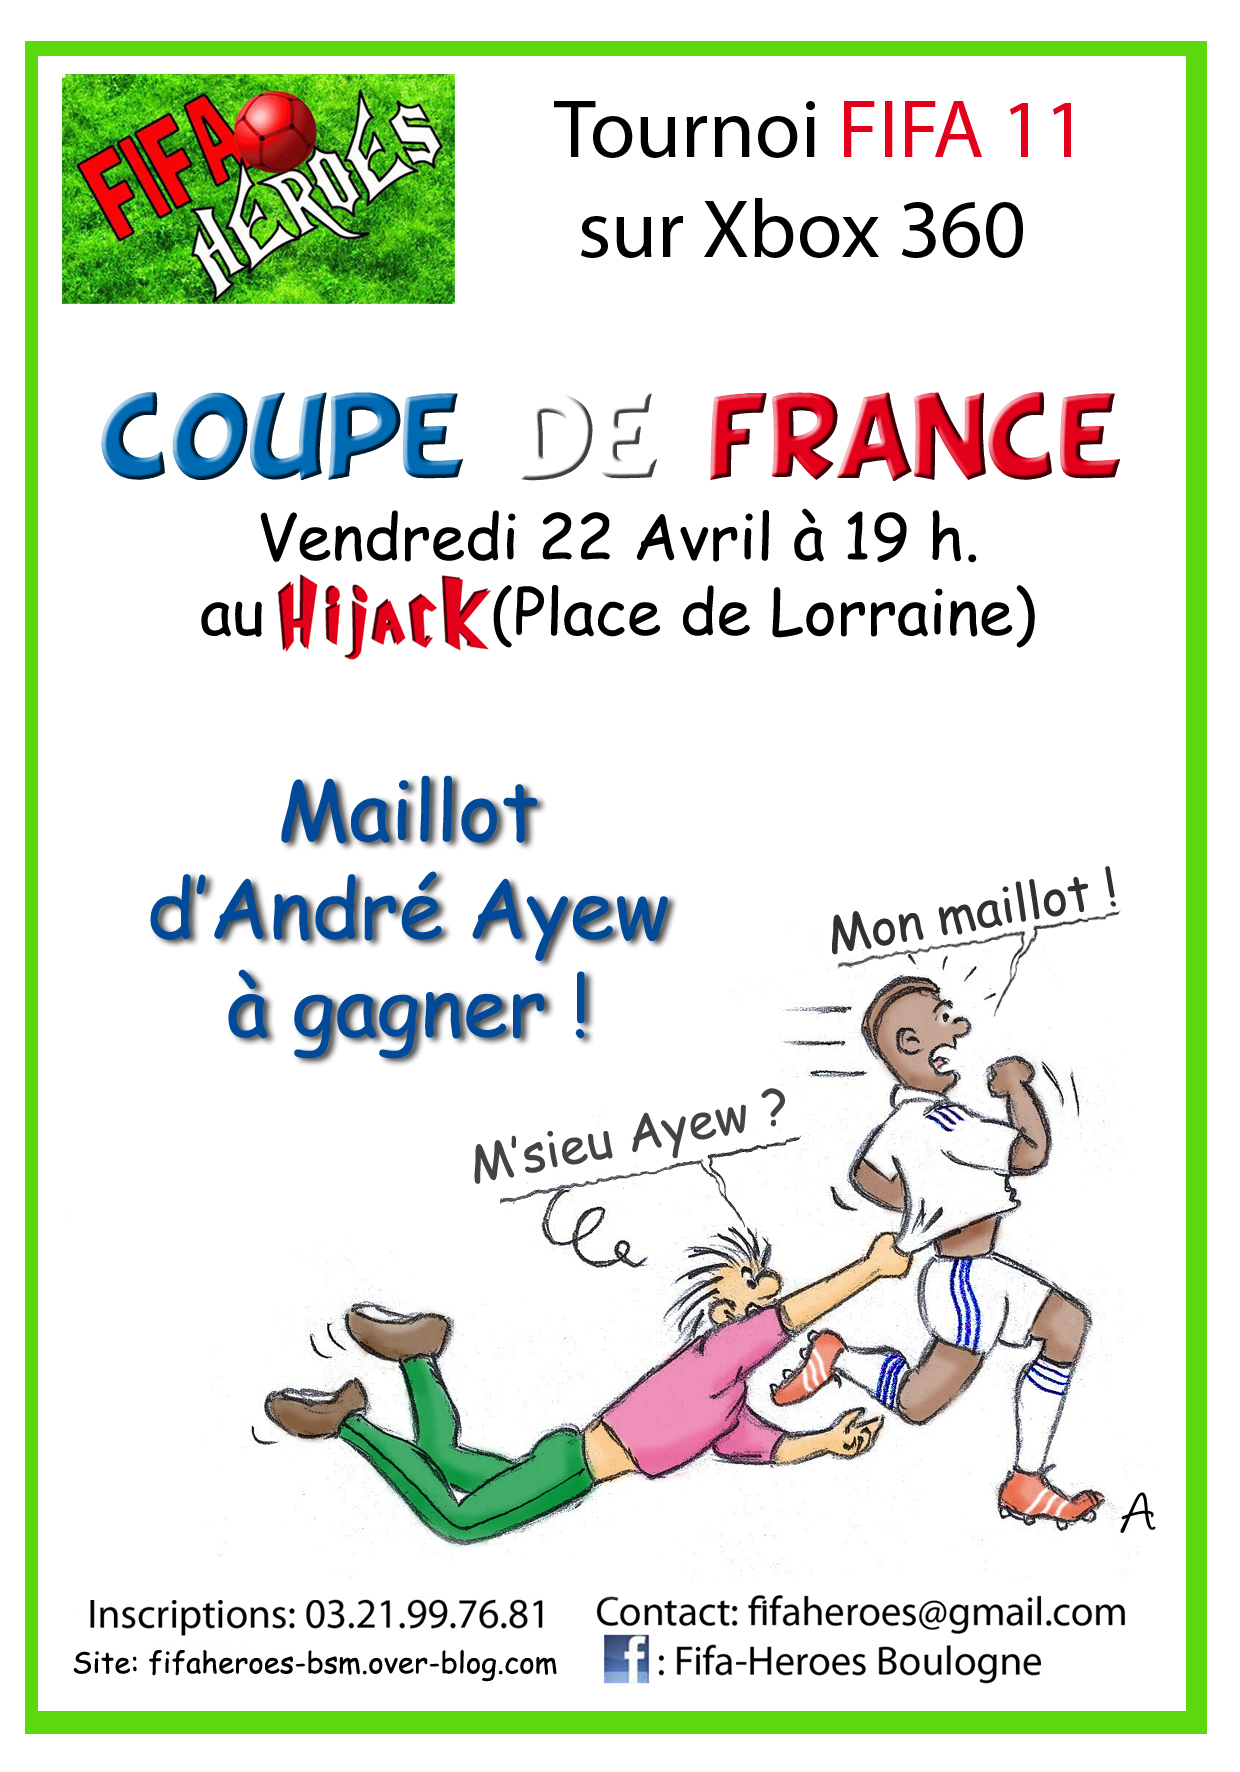 FIFA
HÉROES
Tournoi FIFA 11
sur Xbox 360
COUPE DE FRANCE
Vendredi 22 Avril à 19 h.
au Hijack (Place de Lorraine)
Maillot
d'André Ayew
à gagner !
Mon maillot !
M'sieu Ayew ?
A
Inscriptions: 03.21.99.76.81
Site: fifaheroes-bsm.over-blog.com
Contact: fifaheroes@gmail.com
f : Fifa-Heroes Boulogne